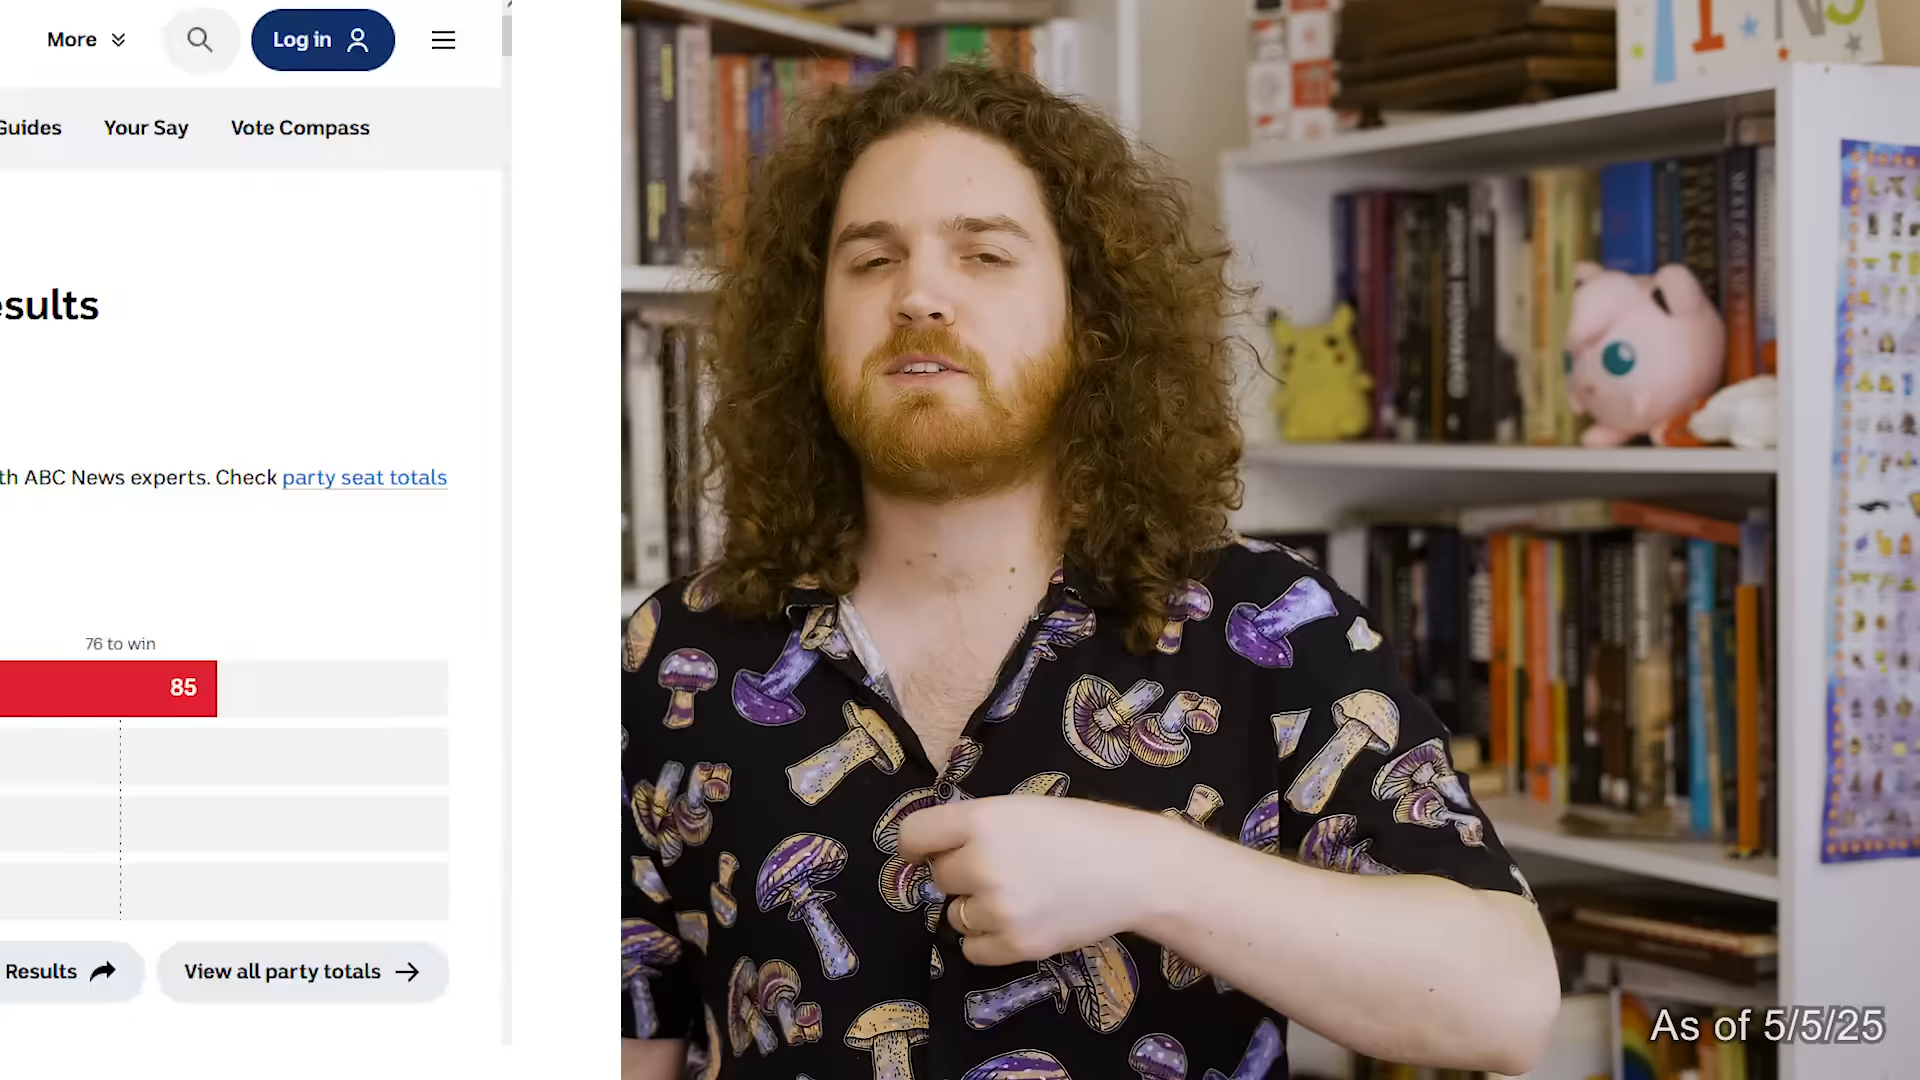 More
Log in
Guides Your Say Vote Compass
esults
th ABC News experts. Check party seat totals
76 to win
85
Results
View all party totals
As of 5/5/25